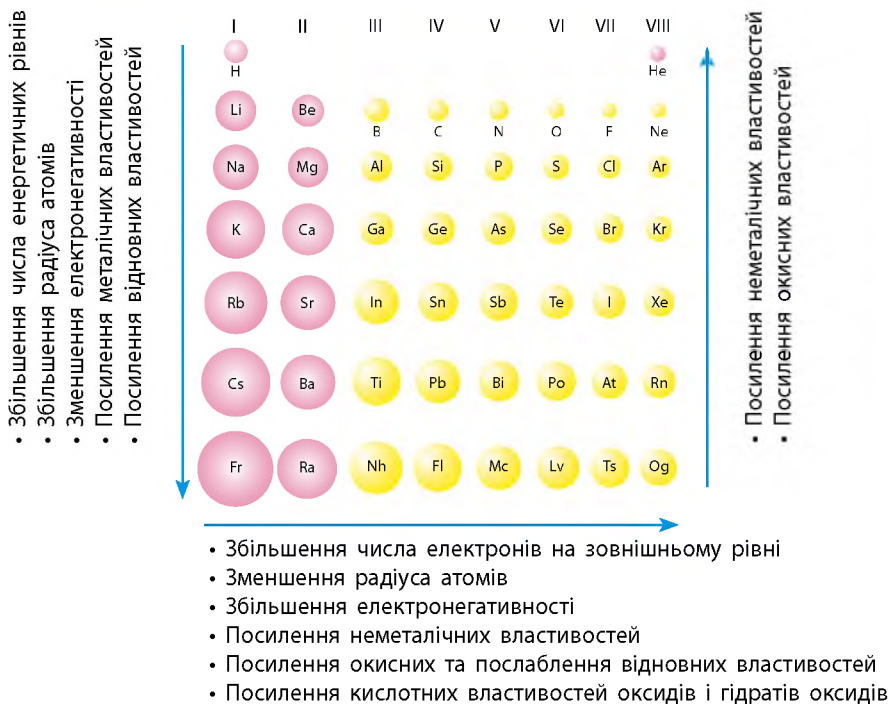 • Збільшення числа енергетичних рівнів
• Збільшення радіуса атомів
• Зменшення електронегативності
• Посилення металічних властивостей
• Посилення відновних властивостей
I II III IV V VI VII VIII
H He
Li Be B C N O F Ne
Na Mg Al Si P S Cl Ar
K Ca Ga Ge As Se Br Kr
Rb Sr In Sn Sb Te I Xe
Cs Ba Ti Pb Bi Po At Rn
Fr Ra Nh Fl Mc Lv Ts Og
• Посилення неметалічних властивостей
• Посилення окисних властивостей
• Збільшення числа електронів на зовнішньому рівні
• Зменшення радіуса атомів
• Збільшення електронегативності
• Посилення неметалічних властивостей
• Посилення окисних та послаблення відновних властивостей
• Посилення кислотних властивостей оксидів і гідратів оксидів